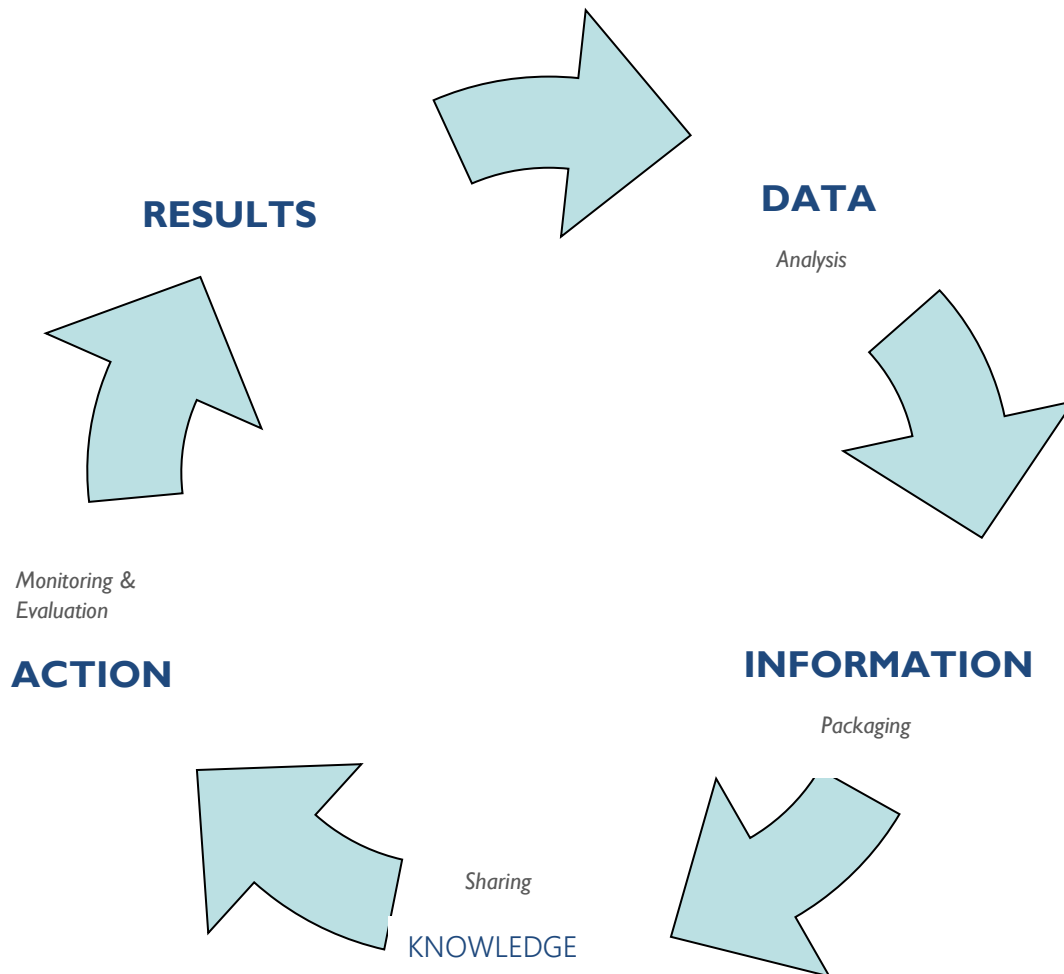 RESULTS
DATA
Analysis
Monitoring &
Evaluation
ACTION
INFORMATION
Packaging
Sharing
KNOWLEDGE